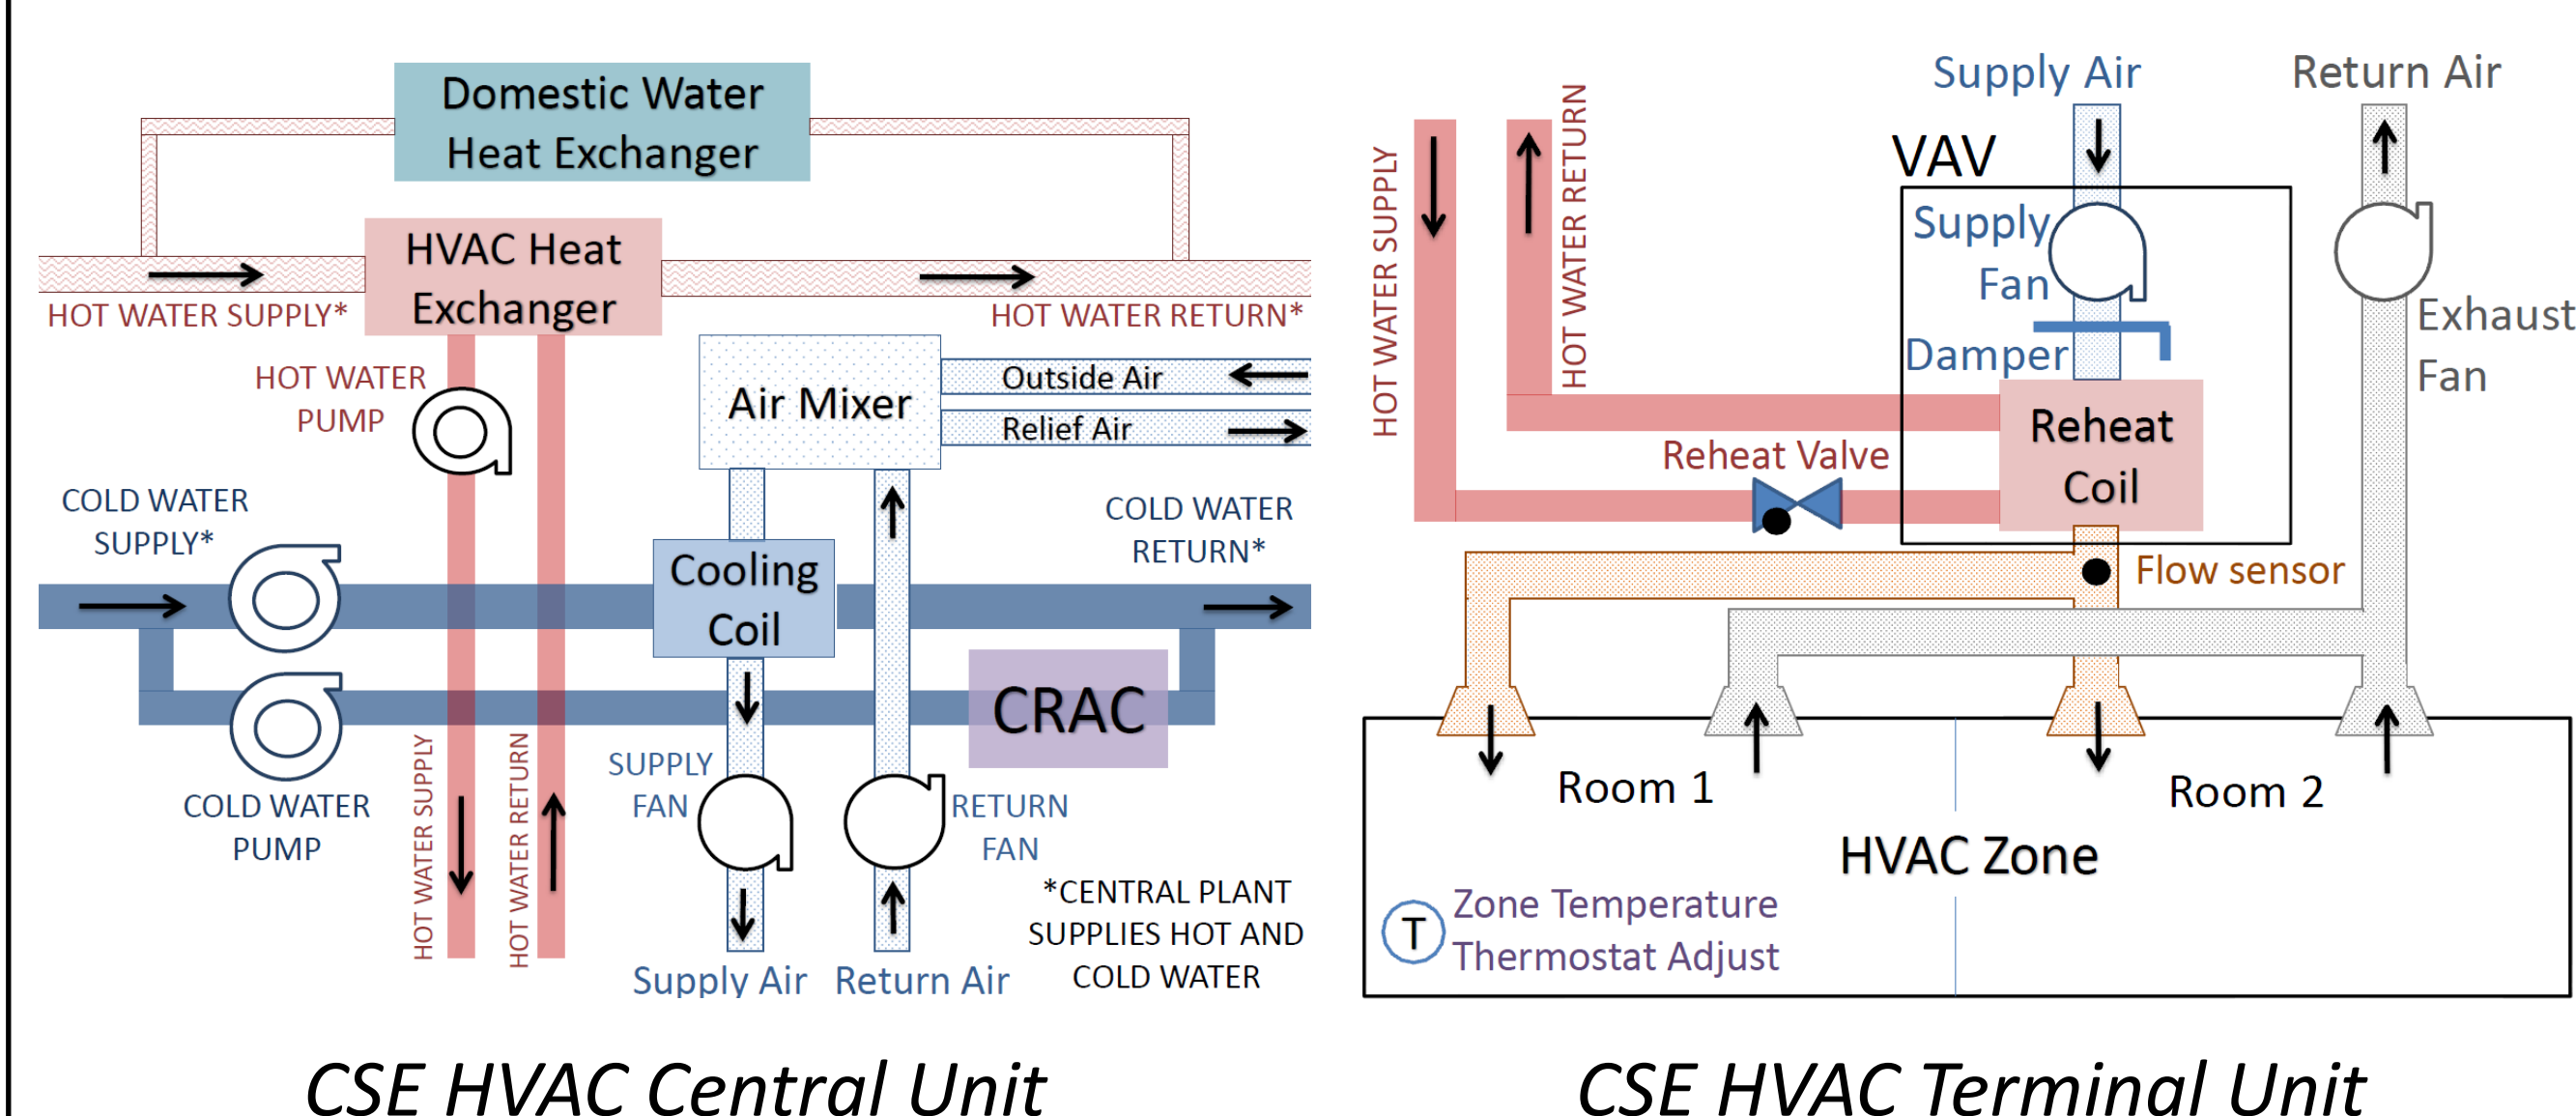 Domestic Water
Heat Exchanger
HVAC Heat
Exchanger
HOT WATER SUPPLY*
HOT WATER RETURN*
HOT WATER
PUMP
Air Mixer
Outside Air
Relief Air
COLD WATER
SUPPLY*
COLD WATER
RETURN*
Cooling
Coil
CRAC
COLD WATER
PUMP
HOT WATER SUPPLY
HOT WATER RETURN
SUPPLY
FAN
RETURN
FAN
*CENTRAL PLANT
SUPPLIES HOT AND
COLD WATER
Supply Air
Return Air
CSE HVAC Central Unit
Supply Air
Return Air
HOT WATER SUPPLY
HOT WATER RETURN
VAV
Supply
Fan
Damper
Exhaust
Fan
Reheat
Coil
Reheat Valve
Flow sensor
Room 1
Room 2
HVAC Zone
T
Zone Temperature
Thermostat Adjust
CSE HVAC Terminal Unit